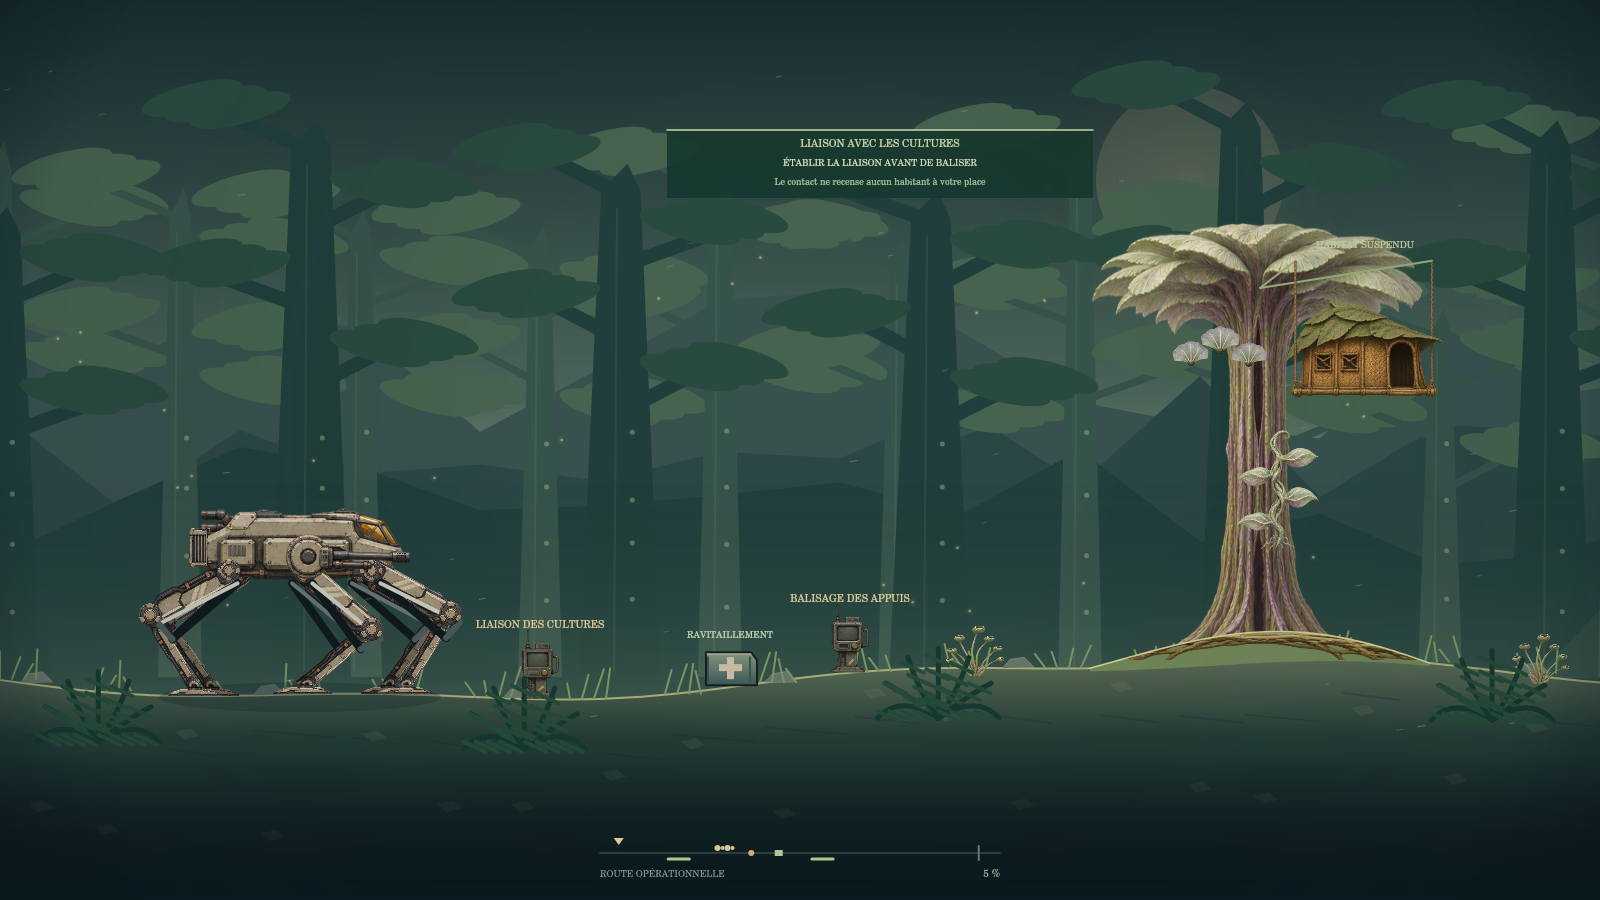 LIAISON AVEC LES CULTURES
ÉTABLIR LA LIAISON AVANT DE BALISER
Le contact ne recense aucun habitant à votre place
HABITAT SUSPENDU
BALISAGE DES APPUIS
LIAISON DES CULTURES
RAVITAILLEMENT
ROUTE OPÉRATIONNELLE
5 %